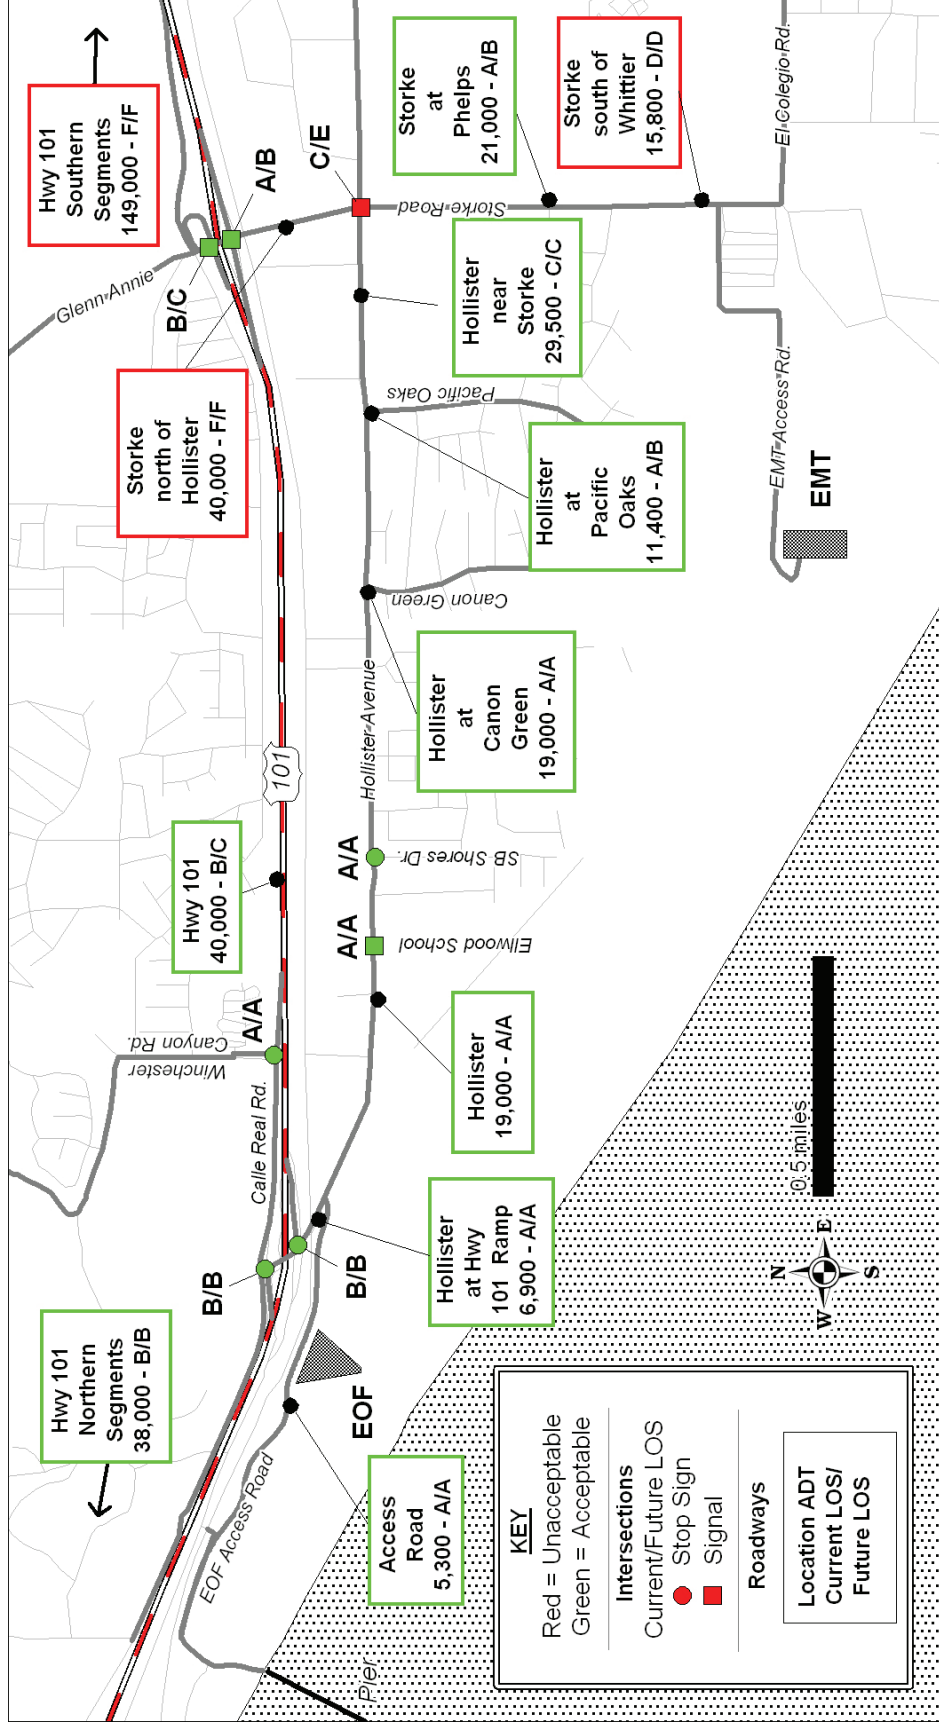 Hwy 101
Northern
Segments
38,000 - B/B
Hwy 101
40,000 - B/C
Storke
north of
Hollister
40,000 - F/F
Hwy 101
Southern
Segments
149,000 - F/F
Glenn Annie
B/C
A/B
C/E
Winchester
Canyon Rd.
A/A
Calle Real Rd.
B/B
B/B
101
EOF Access Road
EOF
Pier
Access
Road
5,300 - A/A
Hollister
at Hwy
101 Ramp
6,900 - A/A
Hollister
19,000 - A/A
A/A
Ellwood School
A/A
SB Shores Dr.
Hollister Avenue
Hollister
at
Canon
Green
19,000 - A/A
Canon Green
Hollister
at
Pacific
Oaks
11,400 - A/B
Pacific Oaks
Hollister
near
Storke
29,500 - C/C
Storke Road
Storke
at
Phelps
21,000 - A/B
Storke
south of
Whittier
15,800 - D/D
El Colegio Rd.
EMT Access Rd.
EMT
KEY
Red = Unacceptable
Green = Acceptable
Intersections
Current/Future LOS
Stop Sign
Signal
Roadways
Location ADT
Current LOS/
Future LOS
N
W
E
S
0.5 miles